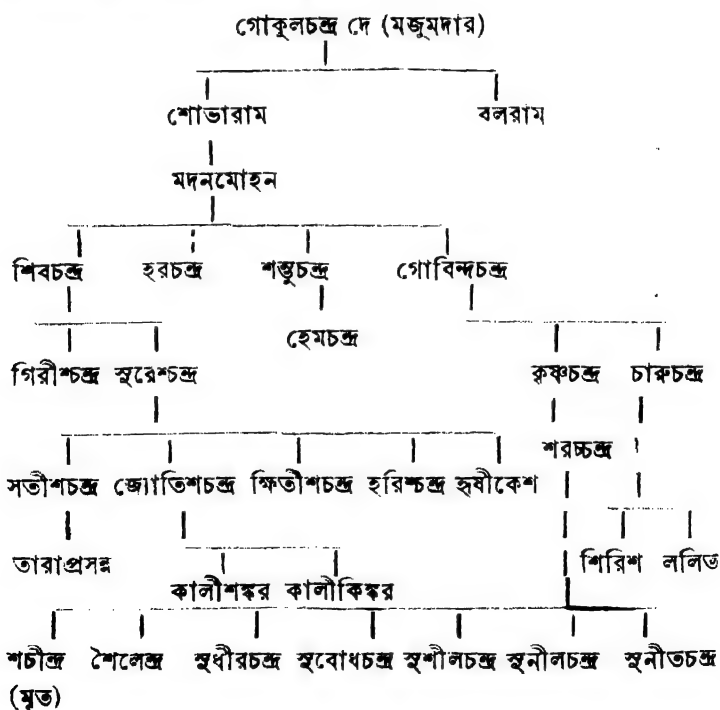 গোকুলচন্দ্র দে (মজুমদার)
শোভারাম বলরাম
মদনমোহন
শিবচন্দ্র হরচন্দ্র শম্ভুচন্দ্র গোবিন্দচন্দ্র
হেমচন্দ্র
গিরীশচন্দ্র সুরেশচন্দ্র কৃষ্ণচন্দ্র চারুচন্দ্র
শরচ্চন্দ্র
সতীশচন্দ্র জ্যোতিশচন্দ্র ক্ষিতীশচন্দ্র হরিশ্চন্দ্র হৃষীকেশ
তারাপ্রসন্ন শিরিশ ললিত
কালীশঙ্কর কালীকিঙ্কর
শচীন্দ্র শৈলেন্দ্র সুধীরচন্দ্র সুবোধচন্দ্র সুশীলচন্দ্র সুনীলচন্দ্র সুনীতচন্দ্র
(মৃত)